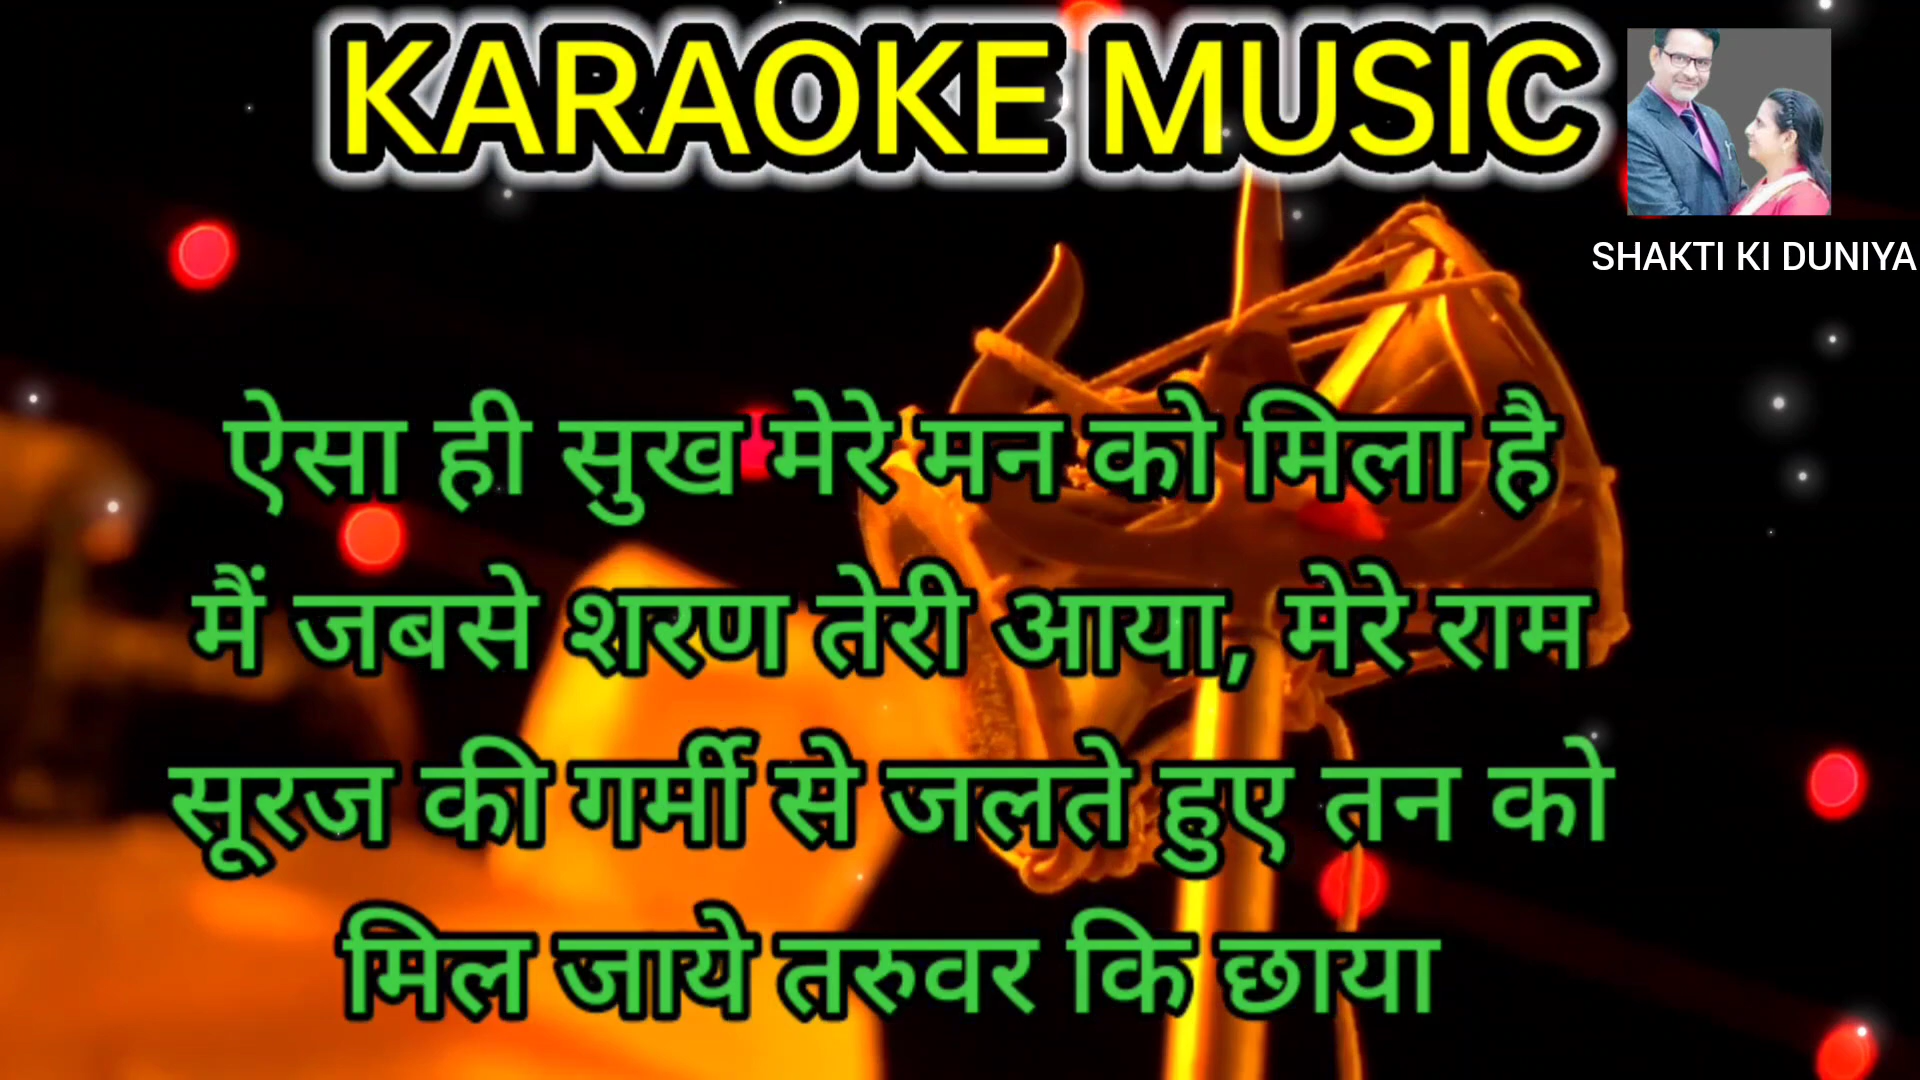 KARAOKE MUSIC
SHAKTI KI DUNIYA
ऐसा ही सुख मेरे मन को मिला है
मैं जबसे शरण तेरी आया, मेरे राम
सूरज की गर्मी से जलते हुए तन को
मिल जाये तरुवर कि छाया